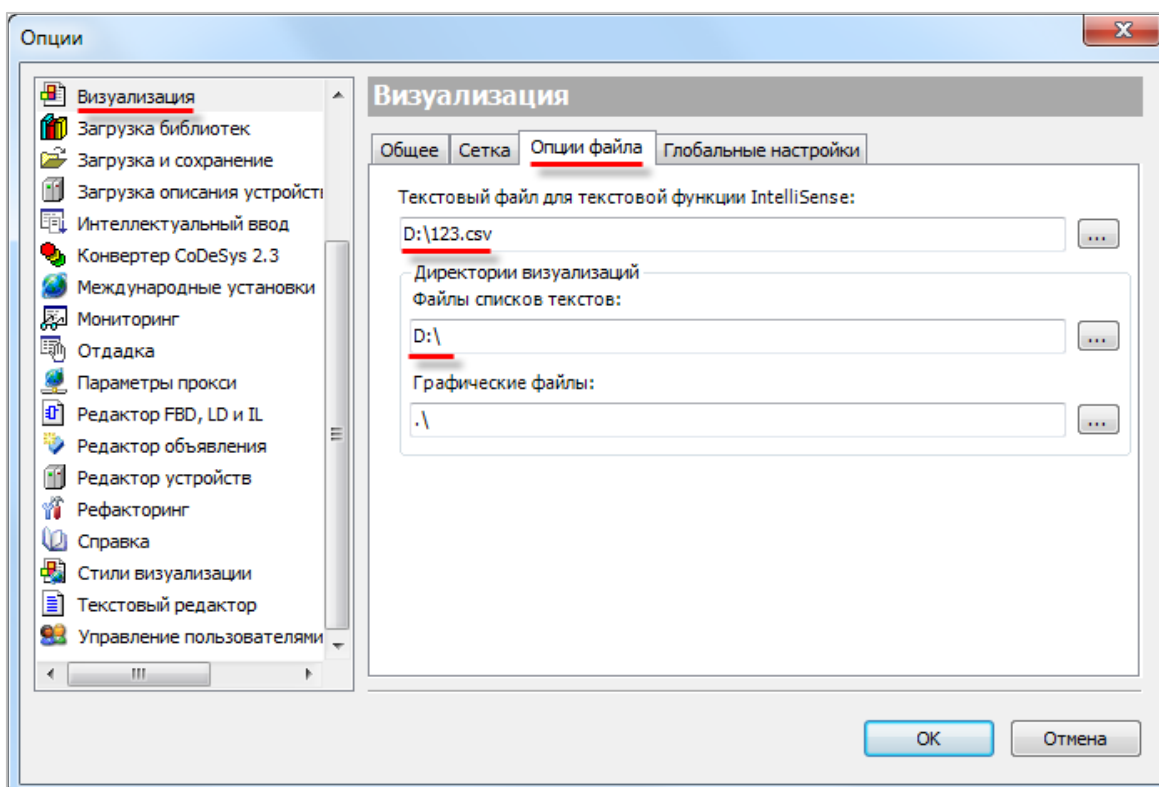 Опции
Визуализация
Загрузка библиотек
Загрузка и сохранение
Загрузка описания устройств
Интеллектуальный ввод
Конвертер CoDeSys 2.3
Международные установки
Мониторинг
Отдадка
Параметры прокси
Редактор FBD, LD и IL
Редактор объявления
Редактор устройств
Рефакторинг
Справка
Стили визуализации
Текстовый редактор
Управление пользователями
Визуализация
Общее Сетка Опции файла Глобальные настройки
Текстовый файл для текстовой функции IntelliSense:
D:\123.csv
...
Директории визуализаций
Файлы списков текстов:
D:\
...
Графические файлы:
.\
...
OK Отмена